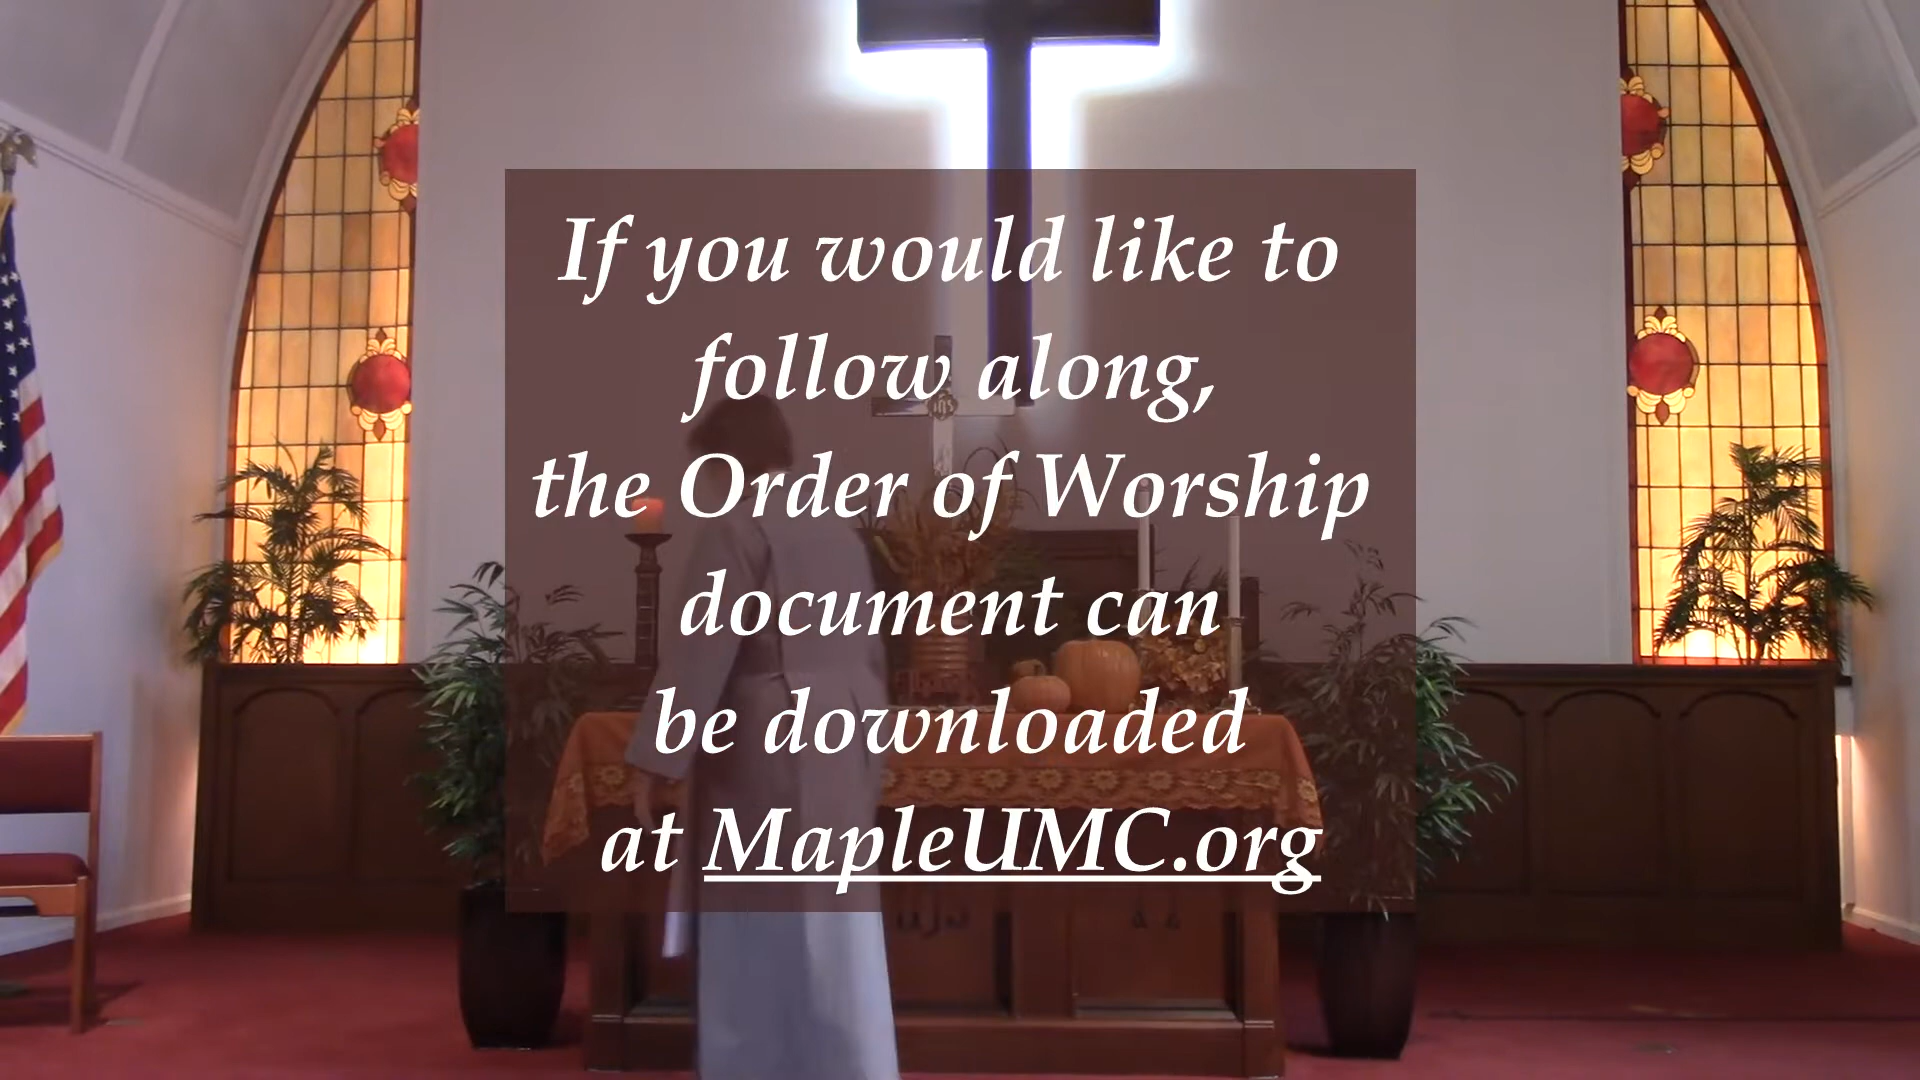 If you would like to
follow along,
the Order of Worship
document can
be downloaded
at MapleUMC.org